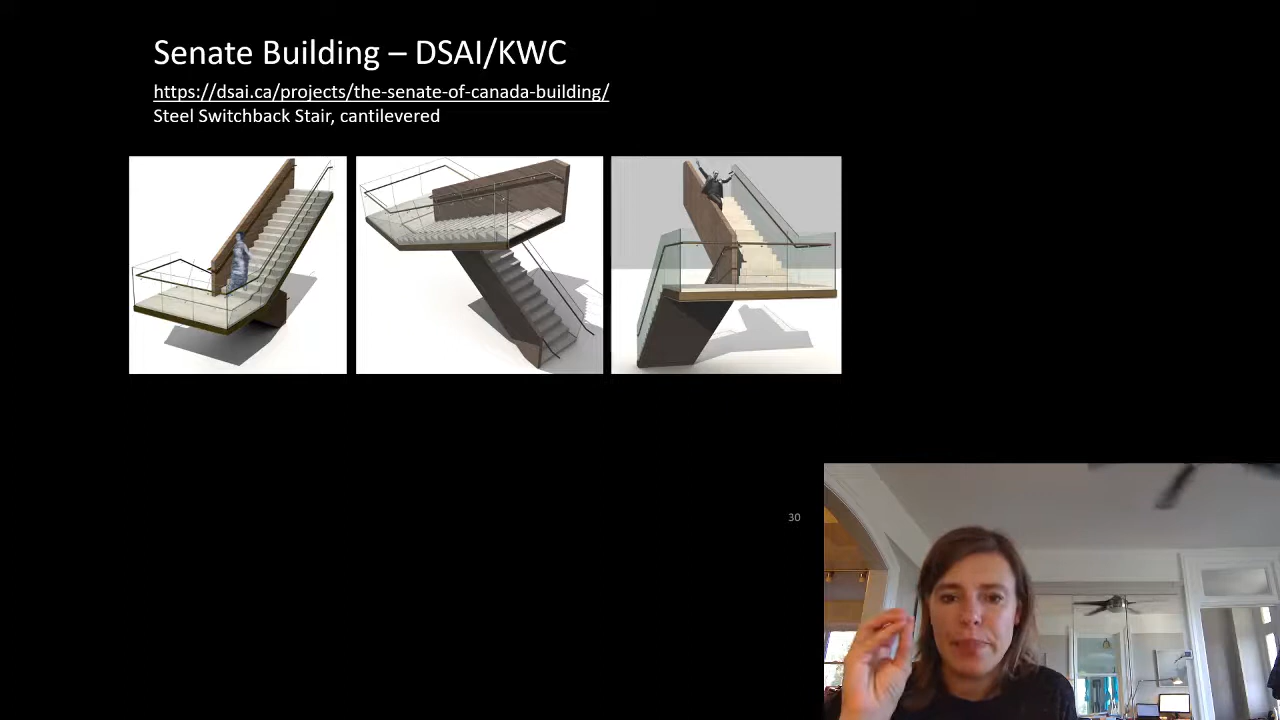 Senate Building – DSAI/KWC
https://dsai.ca/projects/the-senate-of-canada-building/
Steel Switchback Stair, cantilevered
30